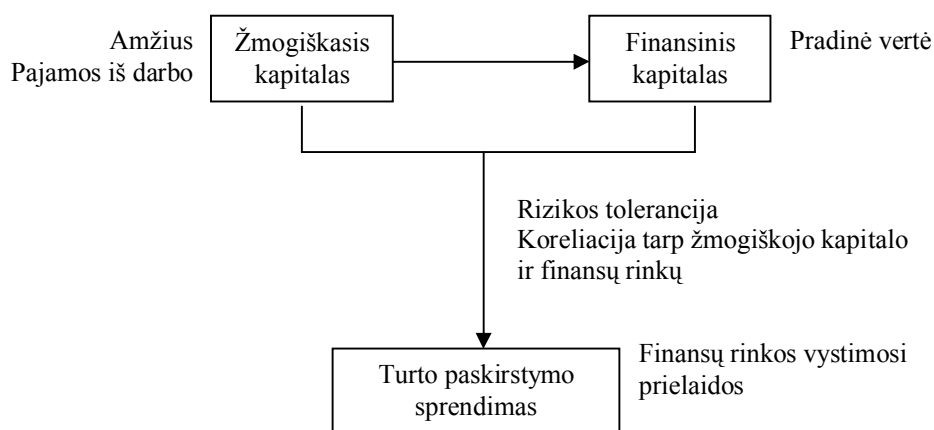 Amžius
Pajamos iš darbo
Žmogiškasis
kapitalas
Finansinis
kapitalas
Pradinė vertė
Rizikos tolerancija
Koreliacija tarp žmogiškojo kapitalo
ir finansų rinkų
Turto paskirstymo
sprendimas
Finansų rinkos vystimosi
prielaidos